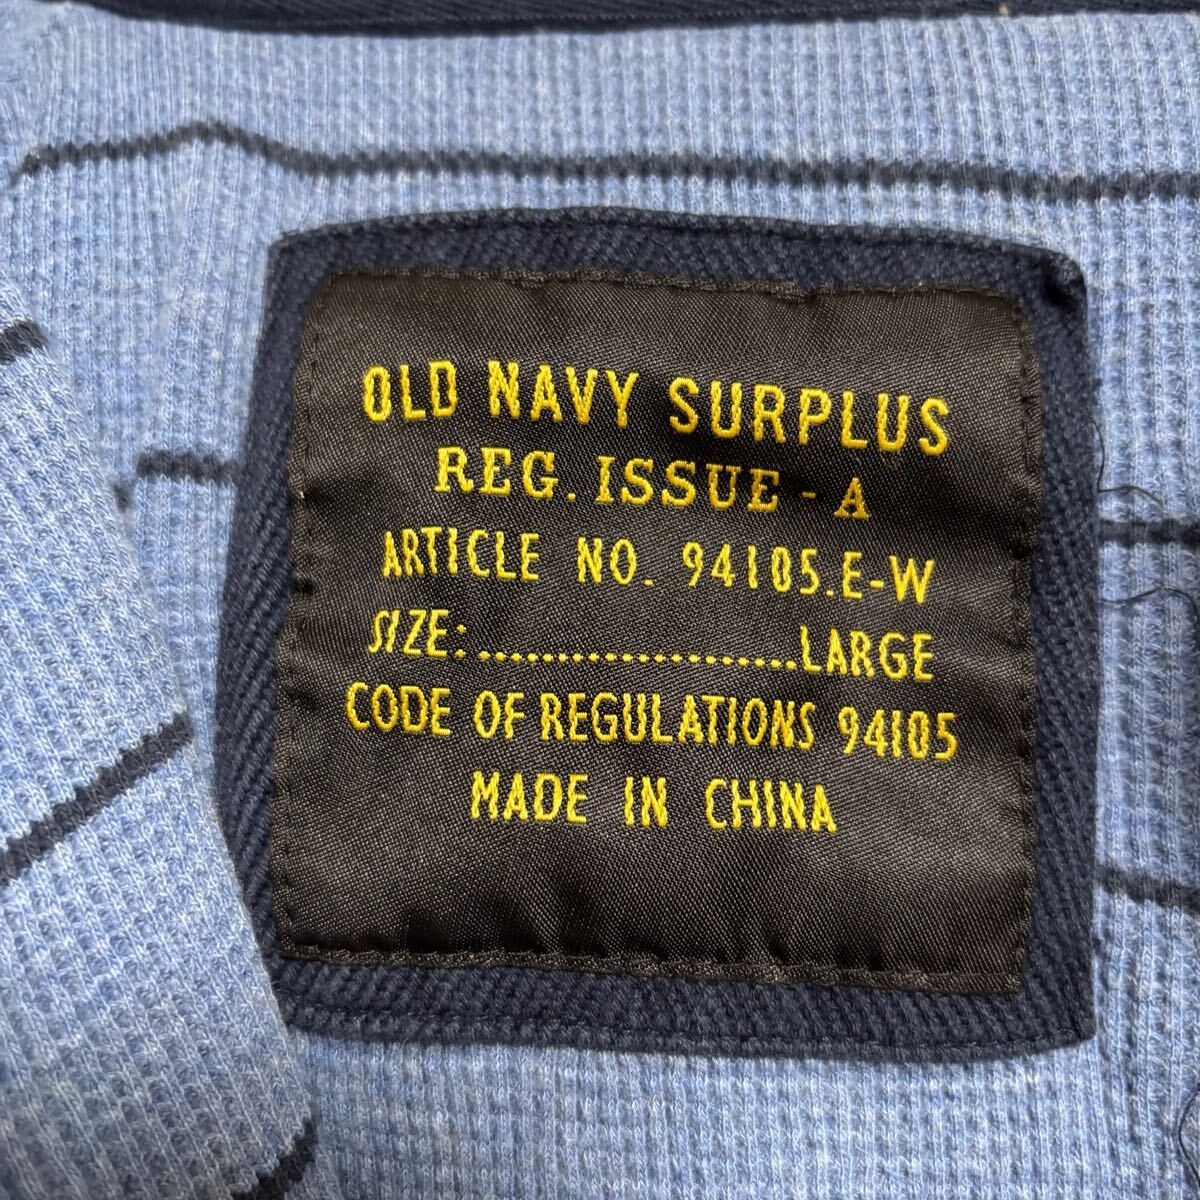 OLD NAVY SURPLUS
REG. ISSUE - A
ARTICLE NO. 94105.E-W
SIZE:.....................LARGE
CODE OF REGULATIONS 94105
MADE IN CHINA